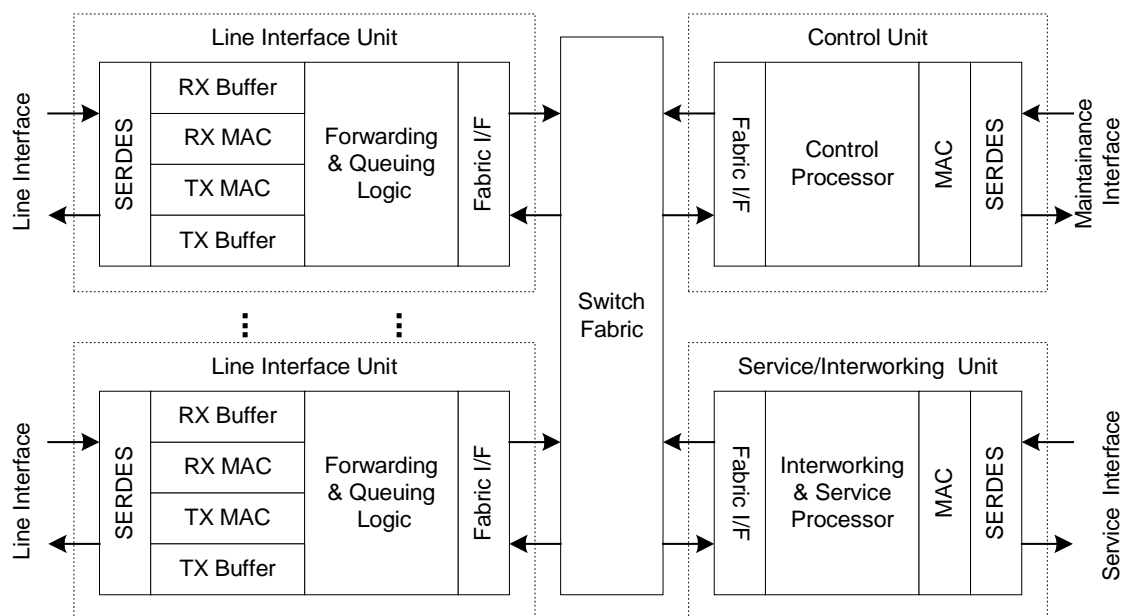 Line Interface Unit
Line Interface
SERDES
RX Buffer
RX MAC
TX MAC
TX Buffer
Forwarding
& Queuing
Logic
Fabric I/F
Switch
Fabric
Control Unit
Fabric I/F
Control
Processor
MAC
SERDES
Maintainance
Interface
Line Interface Unit
Line Interface
SERDES
RX Buffer
RX MAC
TX MAC
TX Buffer
Forwarding
& Queuing
Logic
Fabric I/F
Service/Interworking Unit
Fabric I/F
Interworking
& Service
Processor
MAC
SERDES
Service Interface